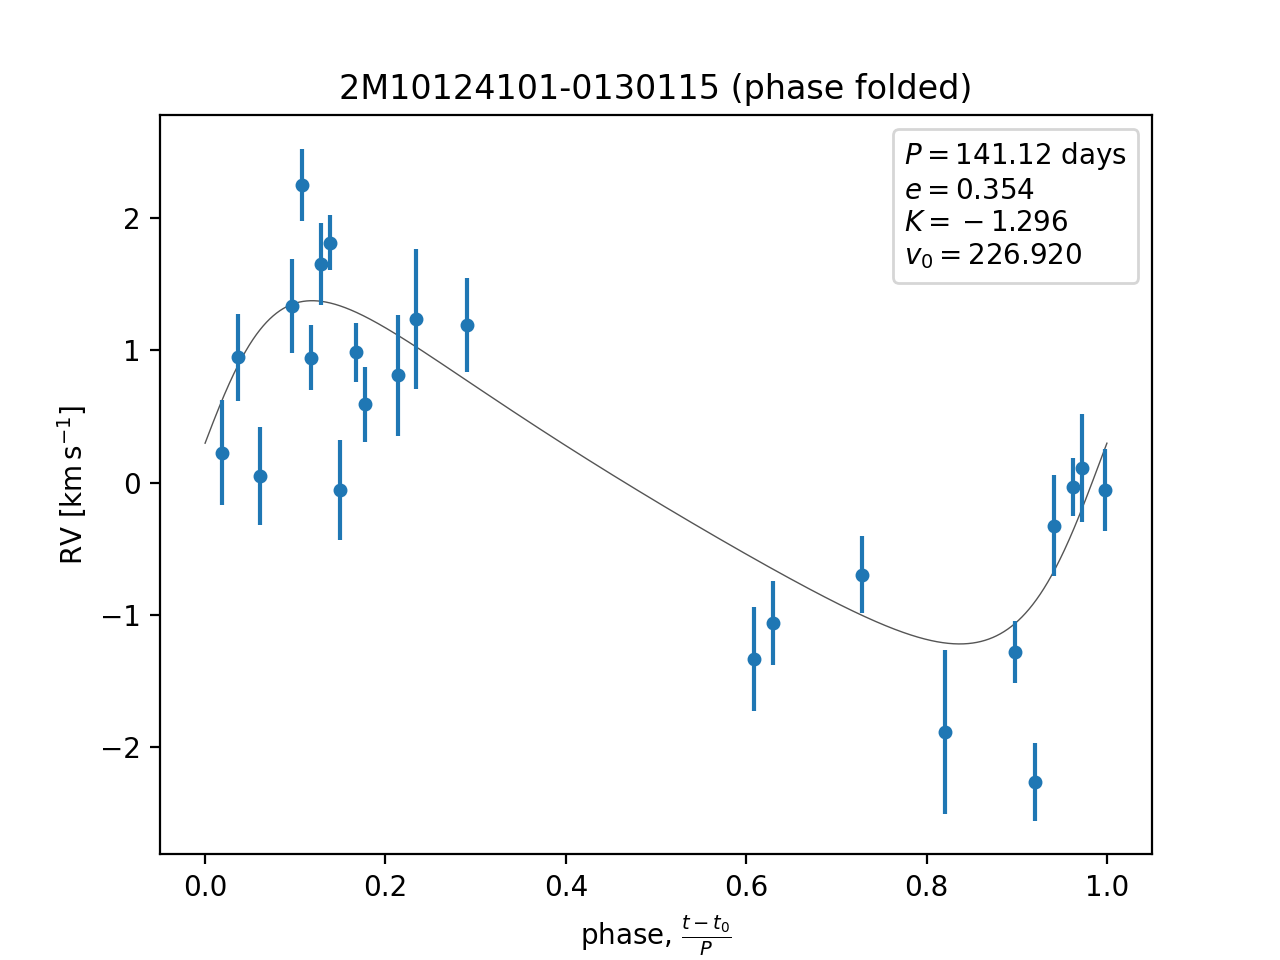 2M10124101-0130115 (phase folded)
P = 141.12 days
e = 0.354
K = −1.296
v₀ = 226.920
RV [km s⁻¹]
2
1
0
−1
−2
0.0 0.2 0.4 0.6 0.8 1.0
phase, (t − t₀)/P